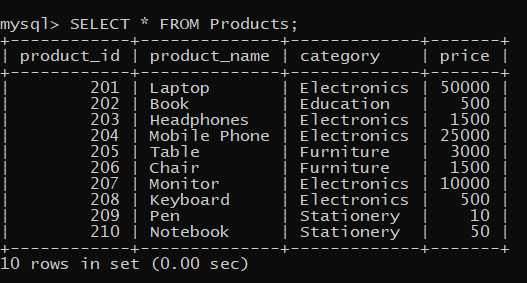 mysql> SELECT * FROM Products;
+------------+--------------+-------------+-------+
| product_id | product_name | category    | price |
+------------+--------------+-------------+-------+
|        201 | Laptop       | Electronics | 50000 |
|        202 | Book         | Education   |   500 |
|        203 | Headphones   | Electronics |  1500 |
|        204 | Mobile Phone | Electronics | 25000 |
|        205 | Table        | Furniture   |  3000 |
|        206 | Chair        | Furniture   |  1500 |
|        207 | Monitor      | Electronics | 10000 |
|        208 | Keyboard     | Electronics |   500 |
|        209 | Pen          | Stationery  |    10 |
|        210 | Notebook     | Stationery  |    50 |
+------------+--------------+-------------+-------+
10 rows in set (0.00 sec)